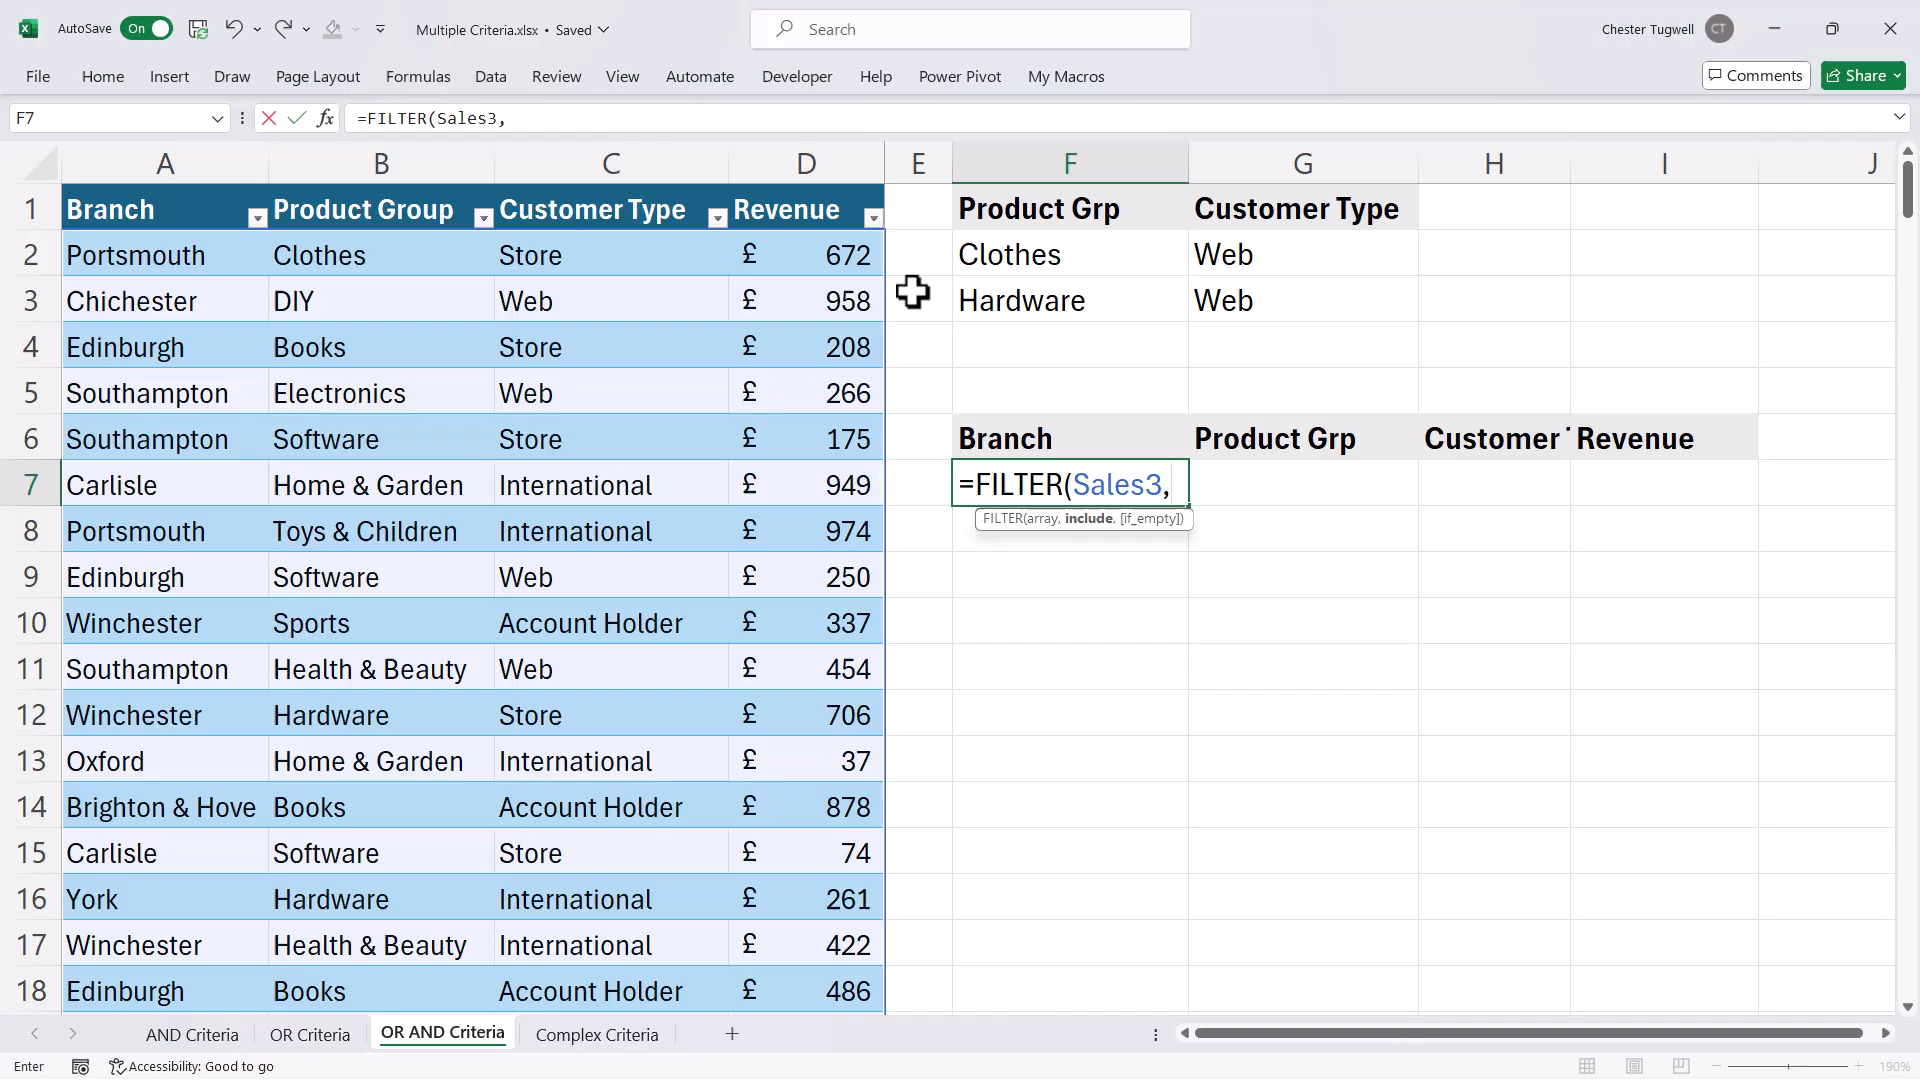 AutoSave On Multiple Criteria.xlsx • Saved Search Chester Tugwell CT
File Home Insert Draw Page Layout Formulas Data Review View Automate Developer Help Power Pivot My Macros Comments Share
F7 fx =FILTER(Sales3,
A B C D E F G H I J
1 Branch Product Group Customer Type Revenue Product Grp Customer Type
2 Portsmouth Clothes Store £ 672 Clothes Web
3 Chichester DIY Web £ 958 Hardware Web
4 Edinburgh Books Store £ 208
5 Southampton Electronics Web £ 266
6 Southampton Software Store £ 175 Branch Product Grp Customer Revenue
7 Carlisle Home & Garden International £ 949 =FILTER(Sales3,
FILTER(array, include, [if_empty])
8 Portsmouth Toys & Children International £ 974
9 Edinburgh Software Web £ 250
10 Winchester Sports Account Holder £ 337
11 Southampton Health & Beauty Web £ 454
12 Winchester Hardware Store £ 706
13 Oxford Home & Garden International £ 37
14 Brighton & Hove Books Account Holder £ 878
15 Carlisle Software Store £ 74
16 York Hardware International £ 261
17 Winchester Health & Beauty International £ 422
18 Edinburgh Books Account Holder £ 486
AND Criteria OR Criteria OR AND Criteria Complex Criteria
Enter Accessibility: Good to go 190%